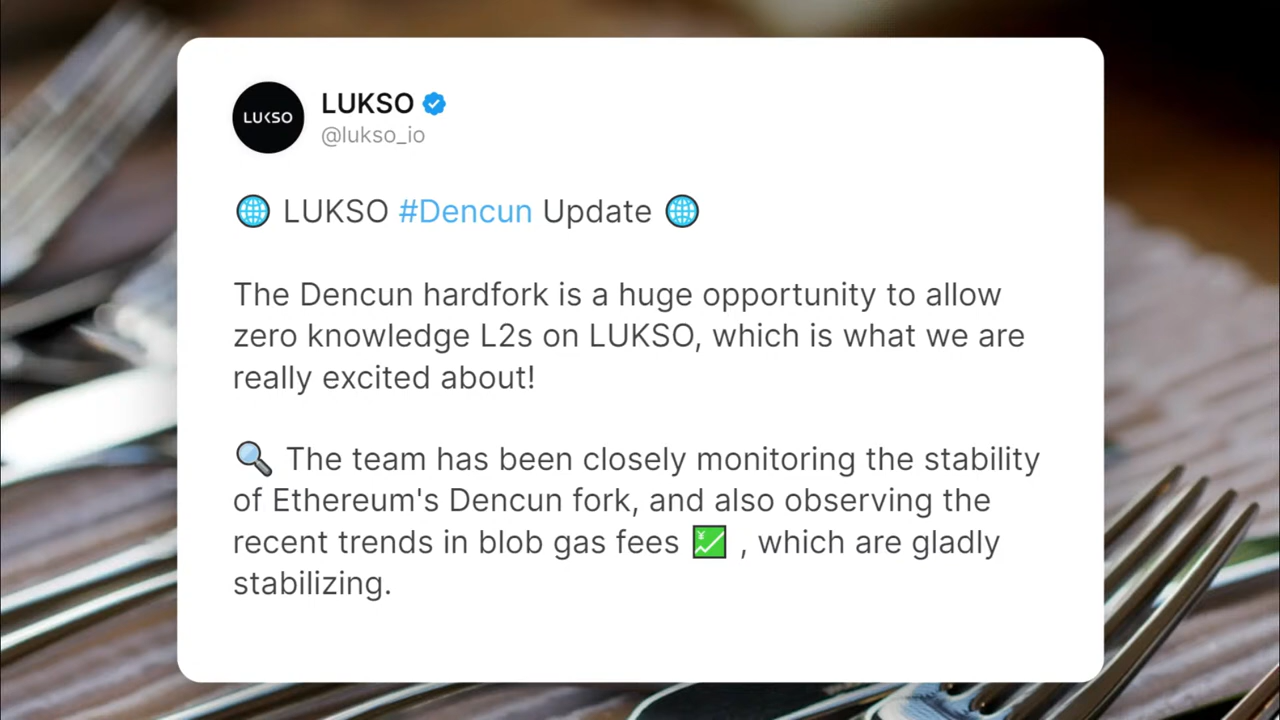 LUKSO
LUKSO
@lukso_io
🌐 LUKSO #Dencun Update 🌐
The Dencun hardfork is a huge opportunity to allow
zero knowledge L2s on LUKSO, which is what we are
really excited about!
🔍 The team has been closely monitoring the stability
of Ethereum's Dencun fork, and also observing the
recent trends in blob gas fees 💹 , which are gladly
stabilizing.